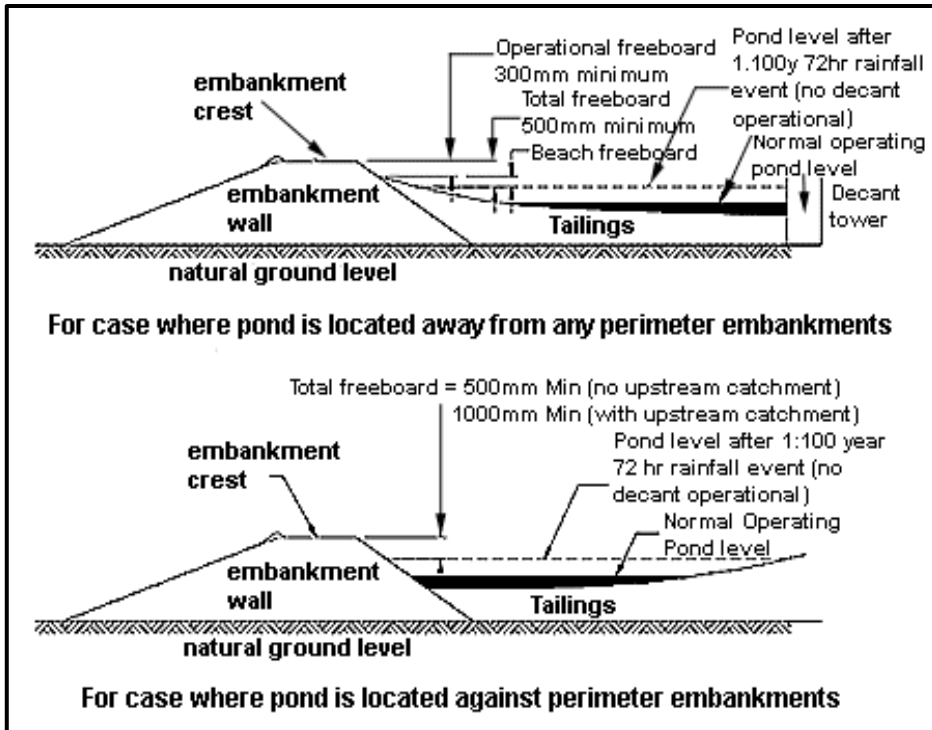 Operational freeboard
300mm minimum
Total freeboard
500mm minimum
Beach freeboard
Pond level after
1.100y 72hr rainfall
event (no decant
operational)
Normal operating
pond level
embankment
crest
embankment
wall
Tailings
Decant
tower
natural ground level
For case where pond is located away from any perimeter embankments
Total freeboard = 500mm Min (no upstream catchment)
1000mm Min (with upstream catchment)
Pond level after 1:100 year
72 hr rainfall event (no
decant operational)
Normal Operating
Pond level
embankment
crest
embankment
wall
Tailings
natural ground level
For case where pond is located against perimeter embankments